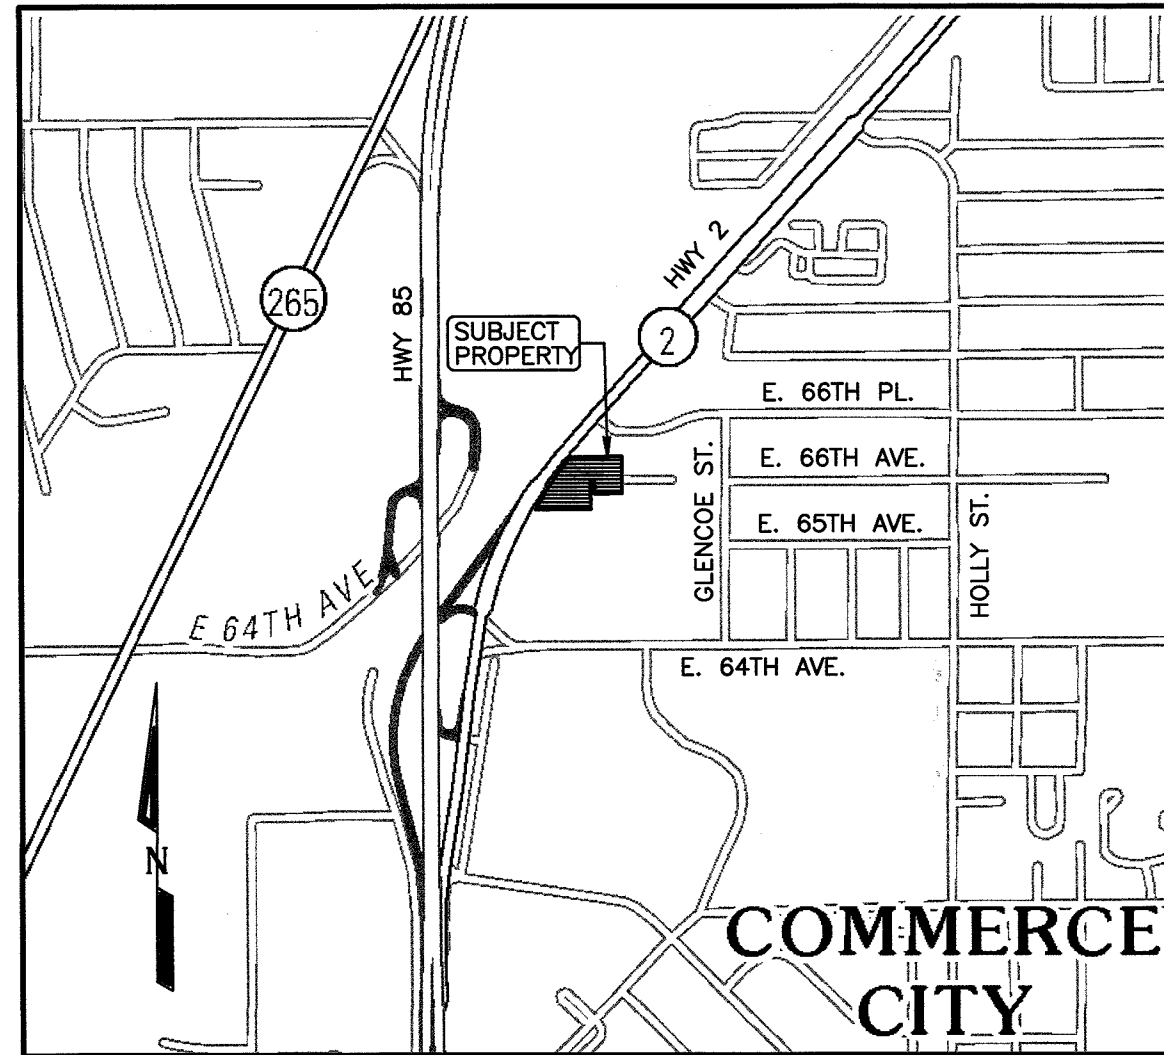 265
HWY 85
HWY 2
2
SUBJECT
PROPERTY
E. 66TH PL.
E. 66TH AVE.
E. 65TH AVE.
GLENCOE ST.
HOLLY ST.
E 64TH AVE
E. 64TH AVE.
N
COMMERCE
CITY